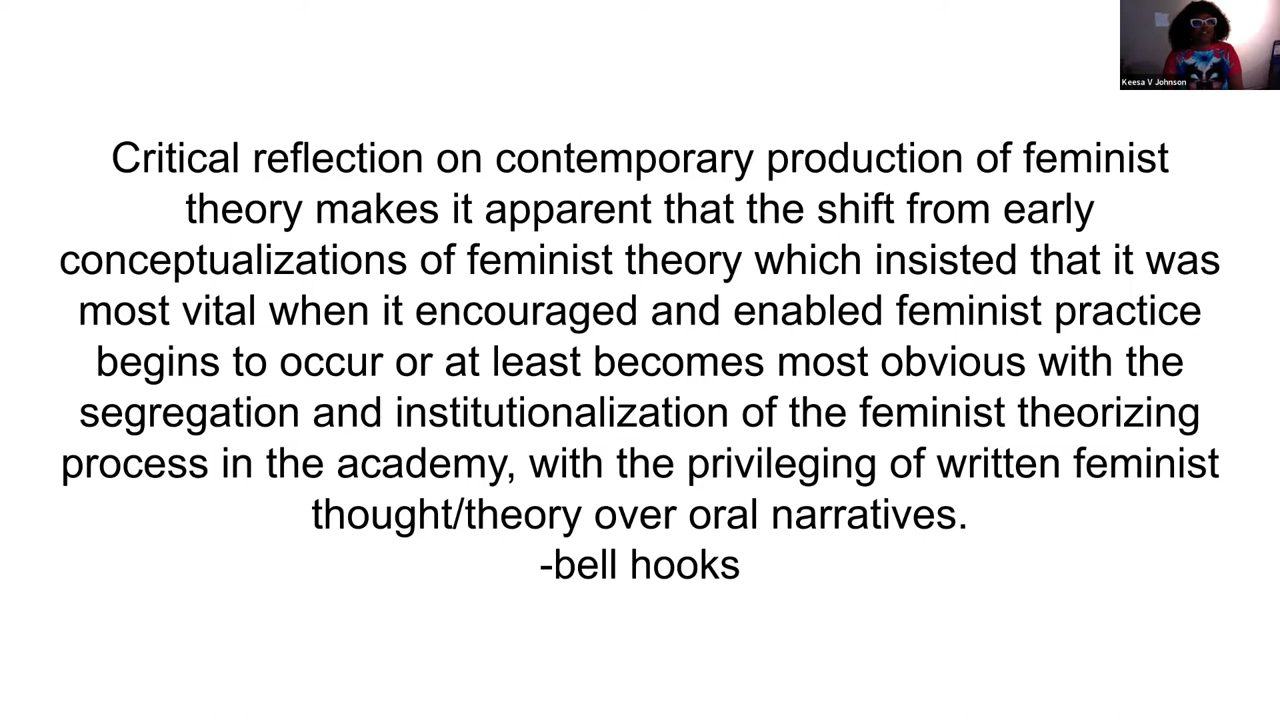 Keesa V Johnson
Critical reflection on contemporary production of feminist
theory makes it apparent that the shift from early
conceptualizations of feminist theory which insisted that it was
most vital when it encouraged and enabled feminist practice
begins to occur or at least becomes most obvious with the
segregation and institutionalization of the feminist theorizing
process in the academy, with the privileging of written feminist
thought/theory over oral narratives.
-bell hooks